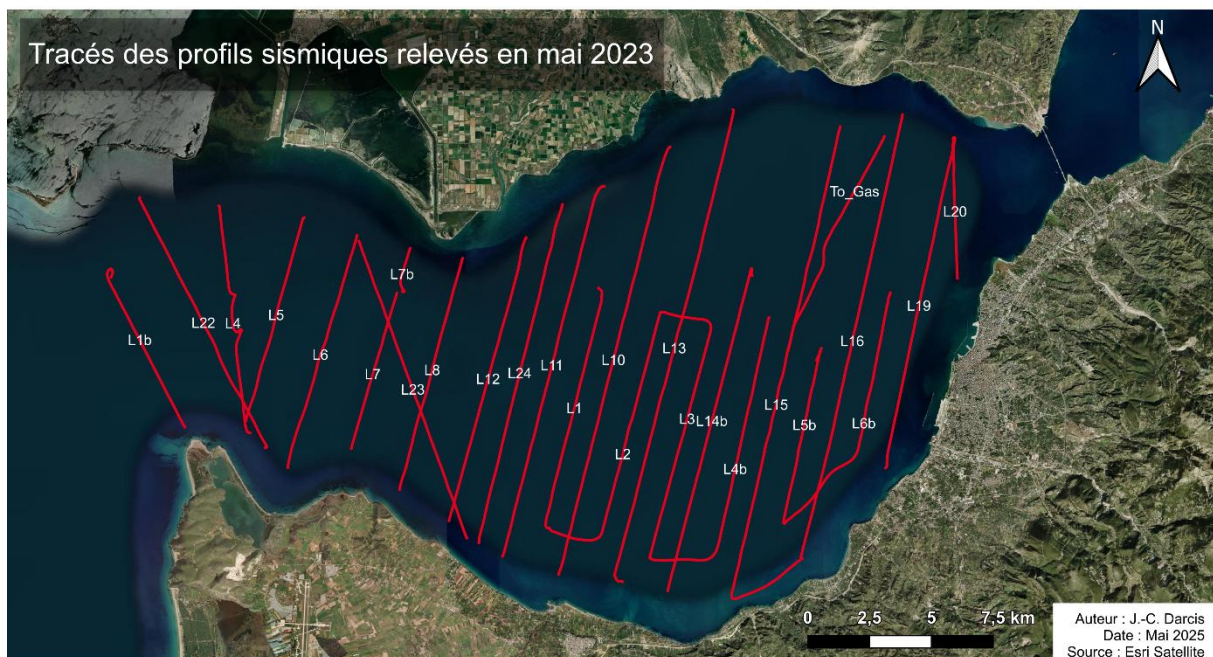 Tracés des profils sismiques relevés en mai 2023
N
To_Gas
L20
L7b
L1b
L22
L4
L5
L6
L7
L23
L8
L12
L24
L11
L1
L10
L2
L13
L3
L14b
L4b
L15
L5b
L16
L6b
L19
0 2,5 5 7,5 km
Auteur : J.-C. Darcis
Date : Mai 2025
Source : Esri Satellite